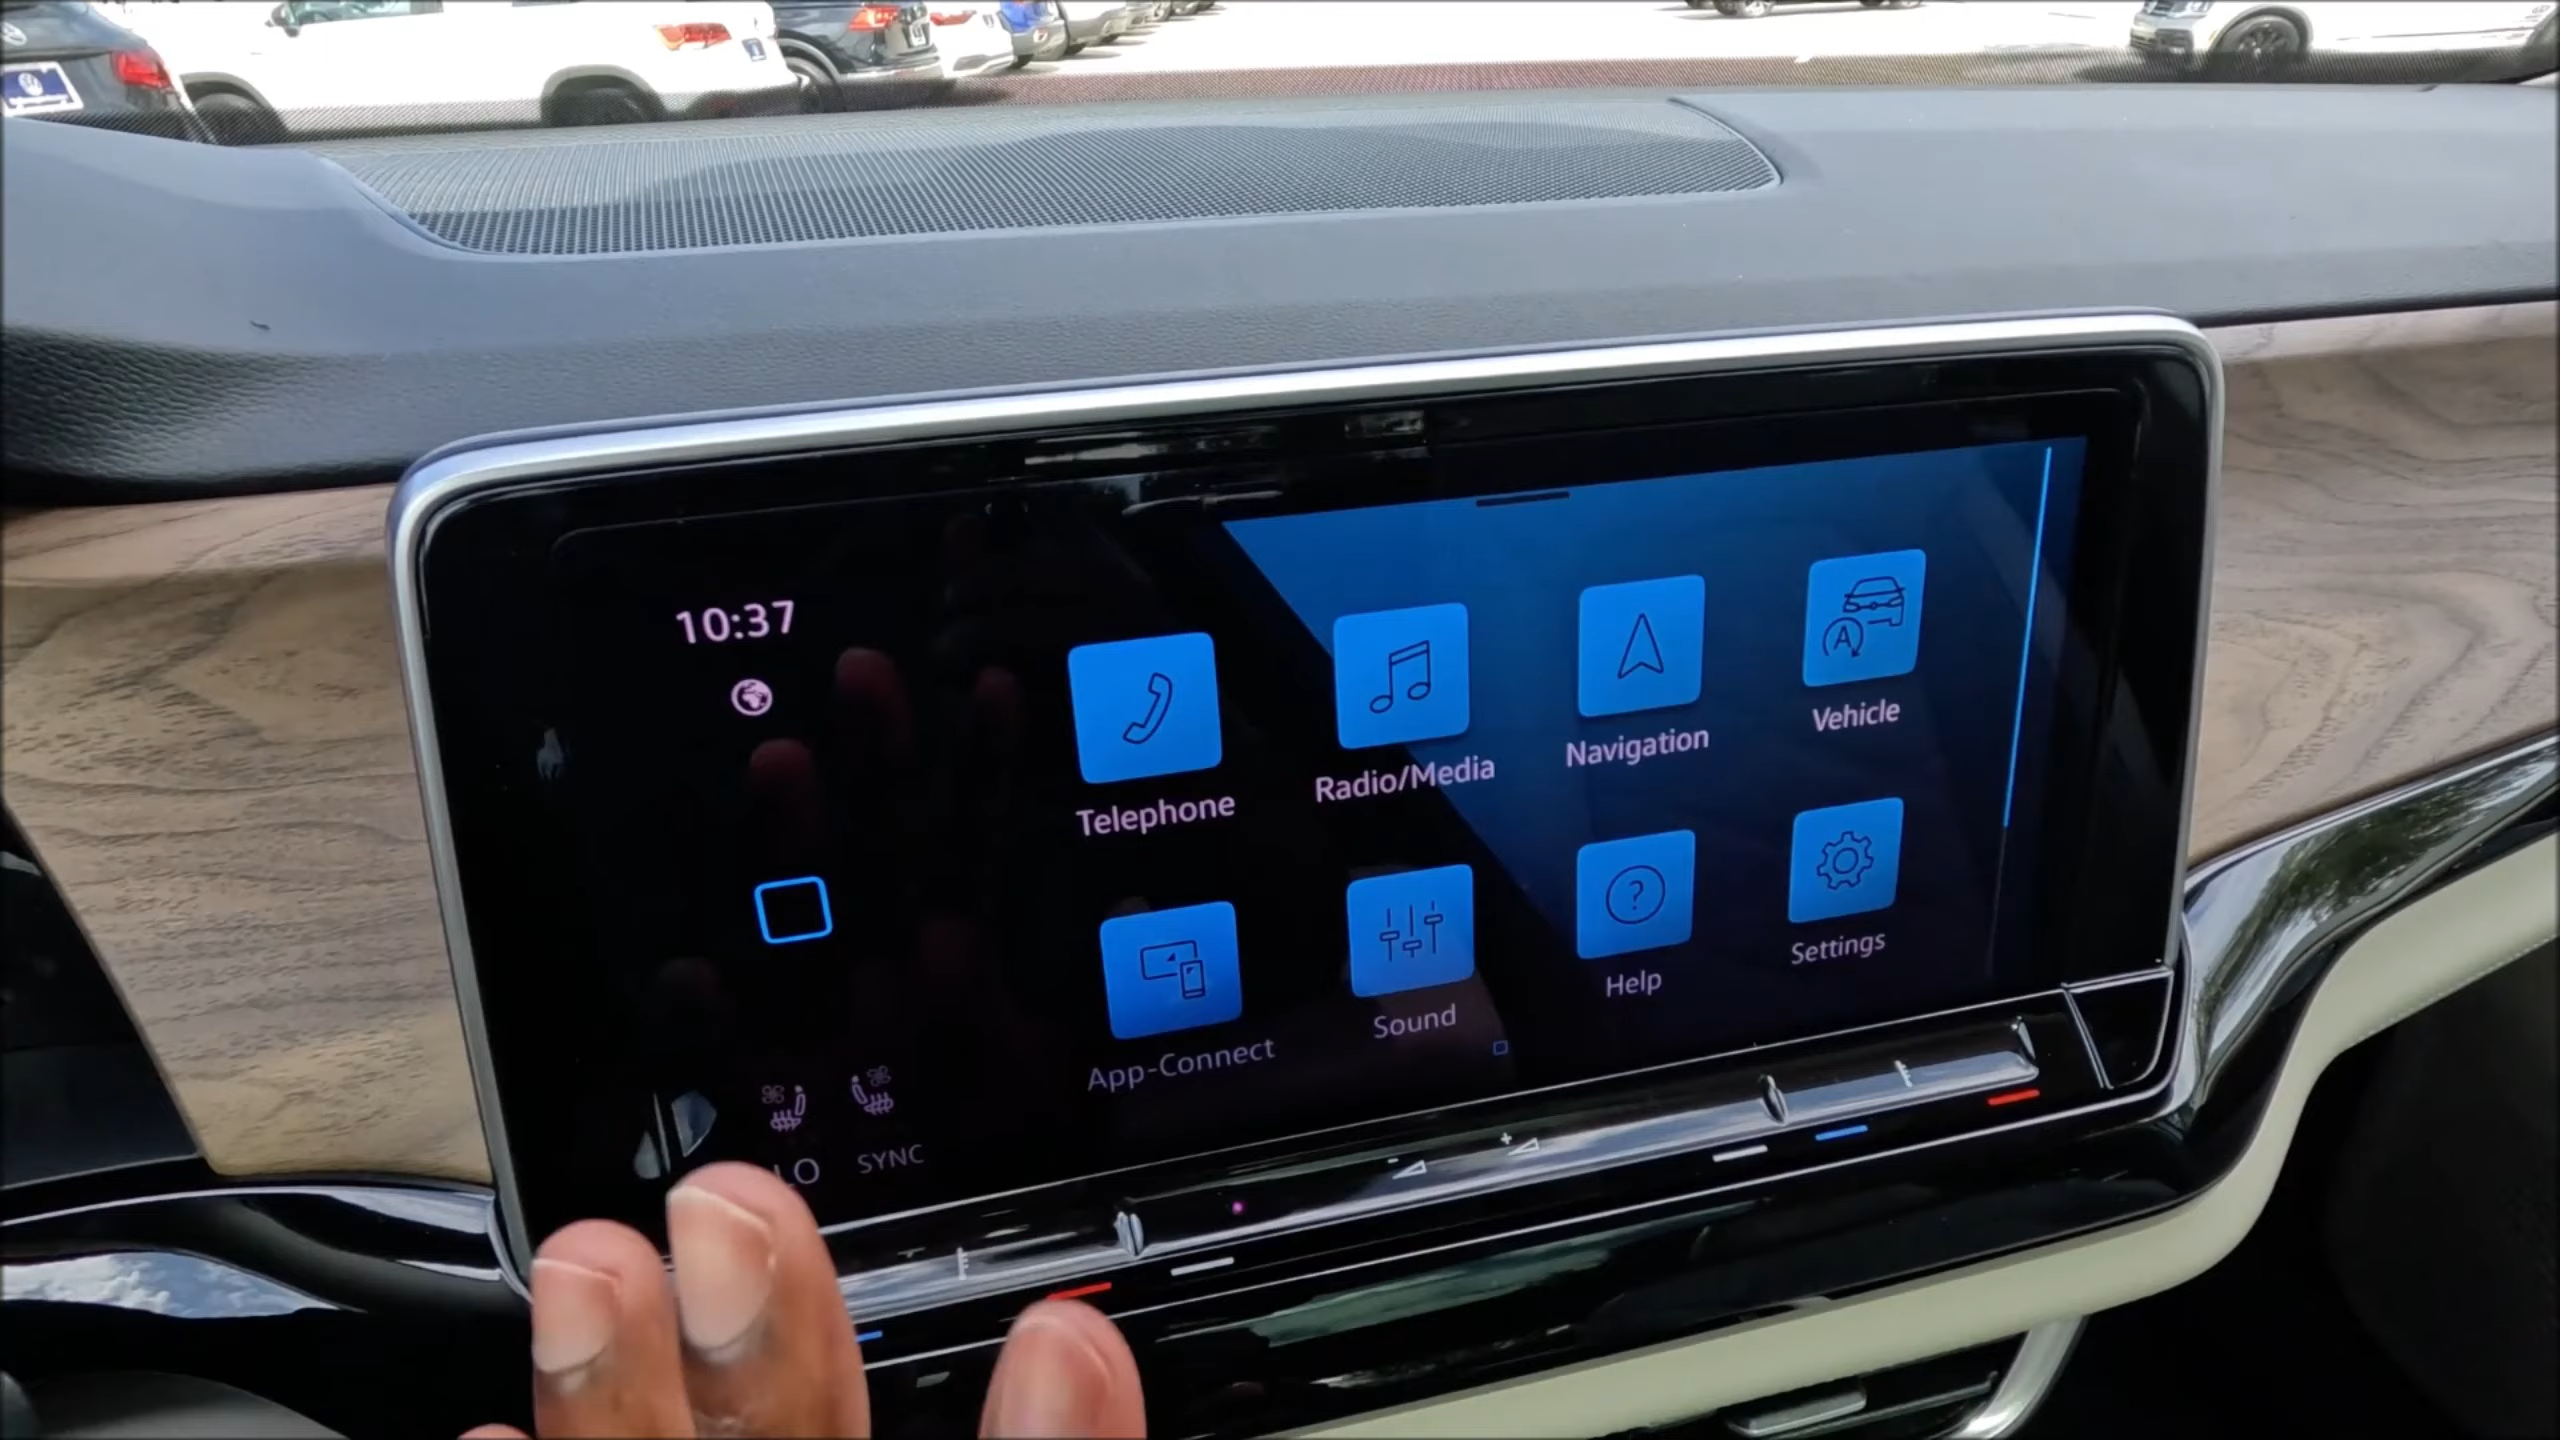 10:37
Telephone
Radio/Media
Navigation
Vehicle
App-Connect
Sound
Help
Settings
LO
SYNC